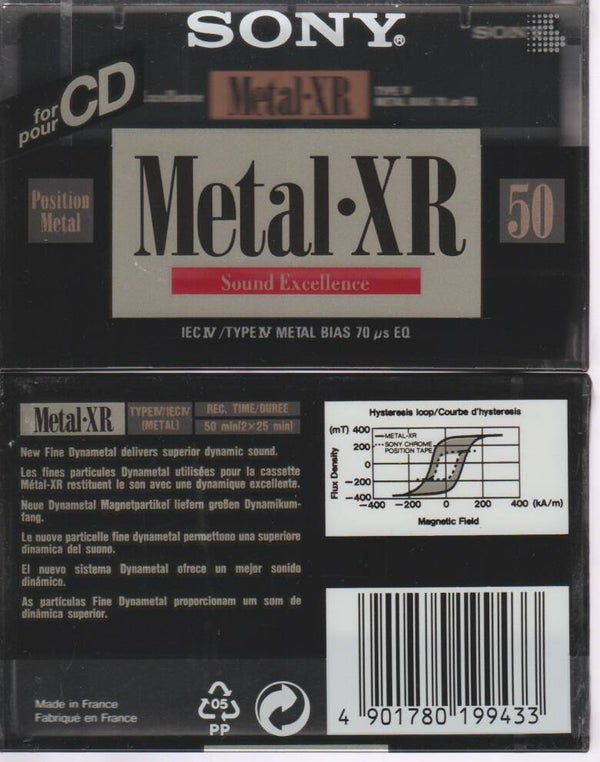 SONY®
SONY
for
pour CD
Metal·XR
Position
Metal
Metal·XR
50
Sound Excellence
IEC IV /TYPE IV METAL BIAS 70 µs EQ
Metal·XR
TYPE IV/IEC IV
(METAL)
REC. TIME/DUREE
50 min(2×25 min)
New Fine Dynametal delivers superior dynamic sound.
Les fines particules Dynametal utilisées pour la cassette
Métal-XR restituent le son avec une dynamique excellente.
Neue Dynametal Magnetpartikel liefern großen Dynamikum-
fang.
Le nuove particelle fine dynametal permettono una superiore
dinamica del suono.
El nuevo sistema Dynametal ofrece un mejor sonido
dinámico.
As partículas Fine Dynametal proporcionam um som de
dinâmica superior.
Hysteresis loop/Courbe d'hysteresis
(mT)
400
200
0
−200
−400
Flux Density
METAL-XR
SONY CHROME
POSITION TAPE
−400 −200 0 200 400 (kA/m)
Magnetic Field
Made in France
Fabriqué en France
05
PP
4 901780 199433